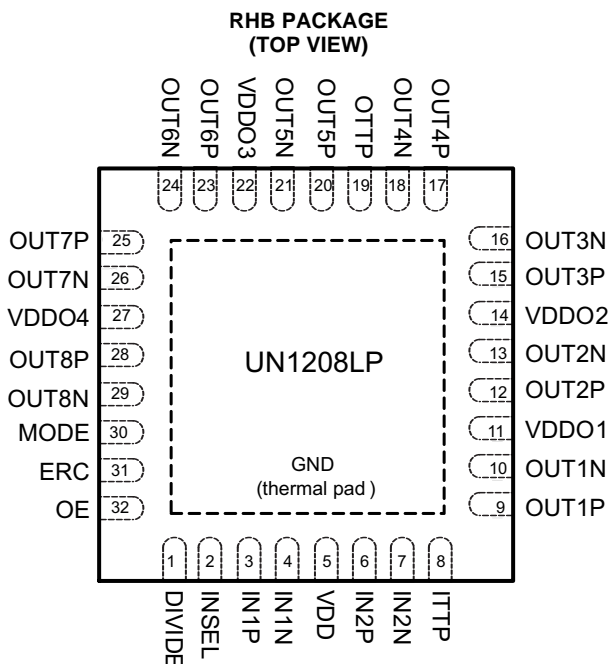 RHB PACKAGE
(TOP VIEW)
OUT6N
OUT6P
VDDO3
OUT5N
OUT5P
OTTP
OUT4N
OUT4P
24 23 22 21 20 19 18 17
OUT7P 25
OUT7N 26
VDDO4 27
OUT8P 28
OUT8N 29
MODE 30
ERC 31
OE 32
16 OUT3N
15 OUT3P
14 VDDO2
13 OUT2N
12 OUT2P
11 VDDO1
10 OUT1N
9 OUT1P
UN1208LP
GND
(thermal pad )
1 2 3 4 5 6 7 8
DIVIDE
INSEL
IN1P
IN1N
VDD
IN2P
IN2N
ITTP